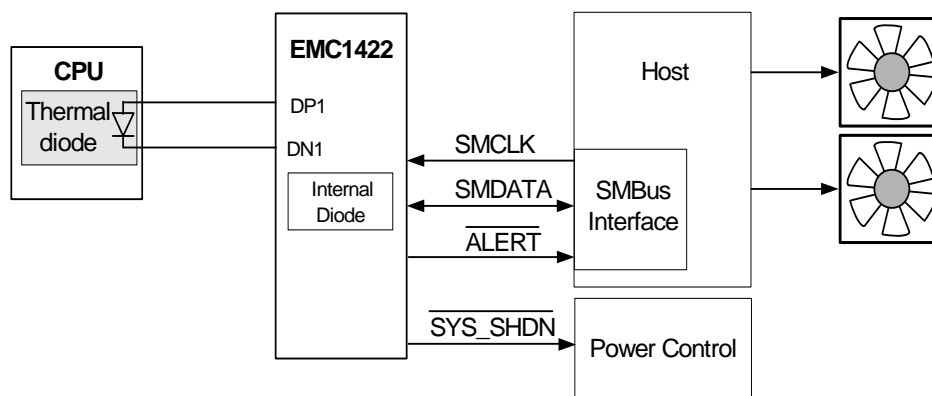 CPU
Thermal
diode
EMC1422
DP1
DN1
Internal
Diode
SMCLK
SMDATA
ALERT
SYS_SHDN
Host
SMBus
Interface
Power Control